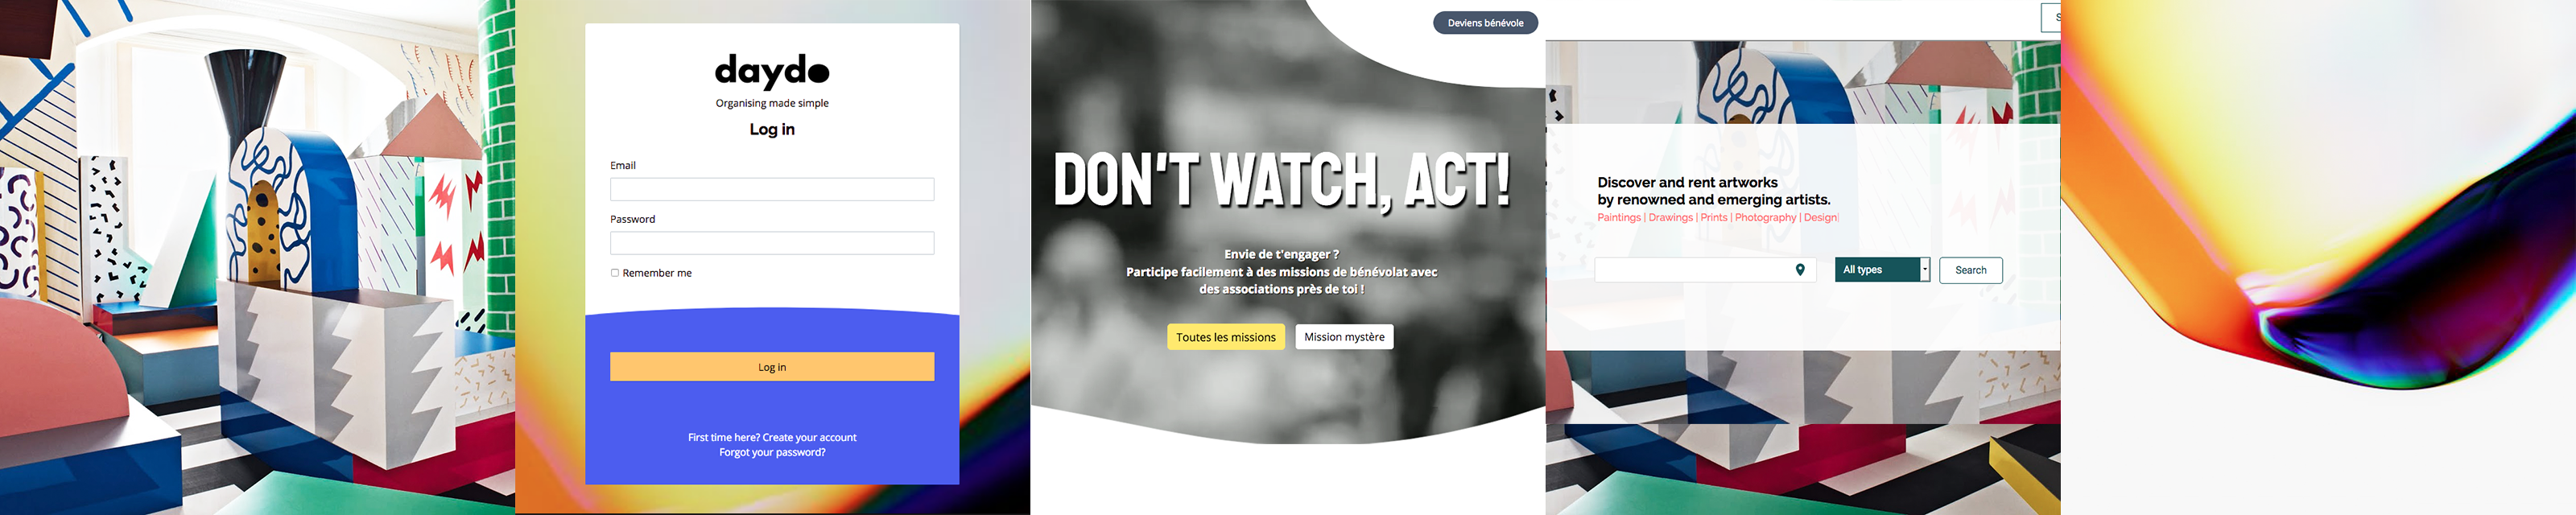 daydo
Organising made simple
Log in
Email
Password
Remember me
Log in
First time here? Create your account
Forgot your password?
Deviens bénévole
DON'T WATCH, ACT!
Envie de t'engager ?
Participe facilement à des missions de bénévolat avec
des associations près de toi !
Toutes les missions
Mission mystère
Discover and rent artworks
by renowned and emerging artists.
Paintings | Drawings | Prints | Photography | Design
All types
Search